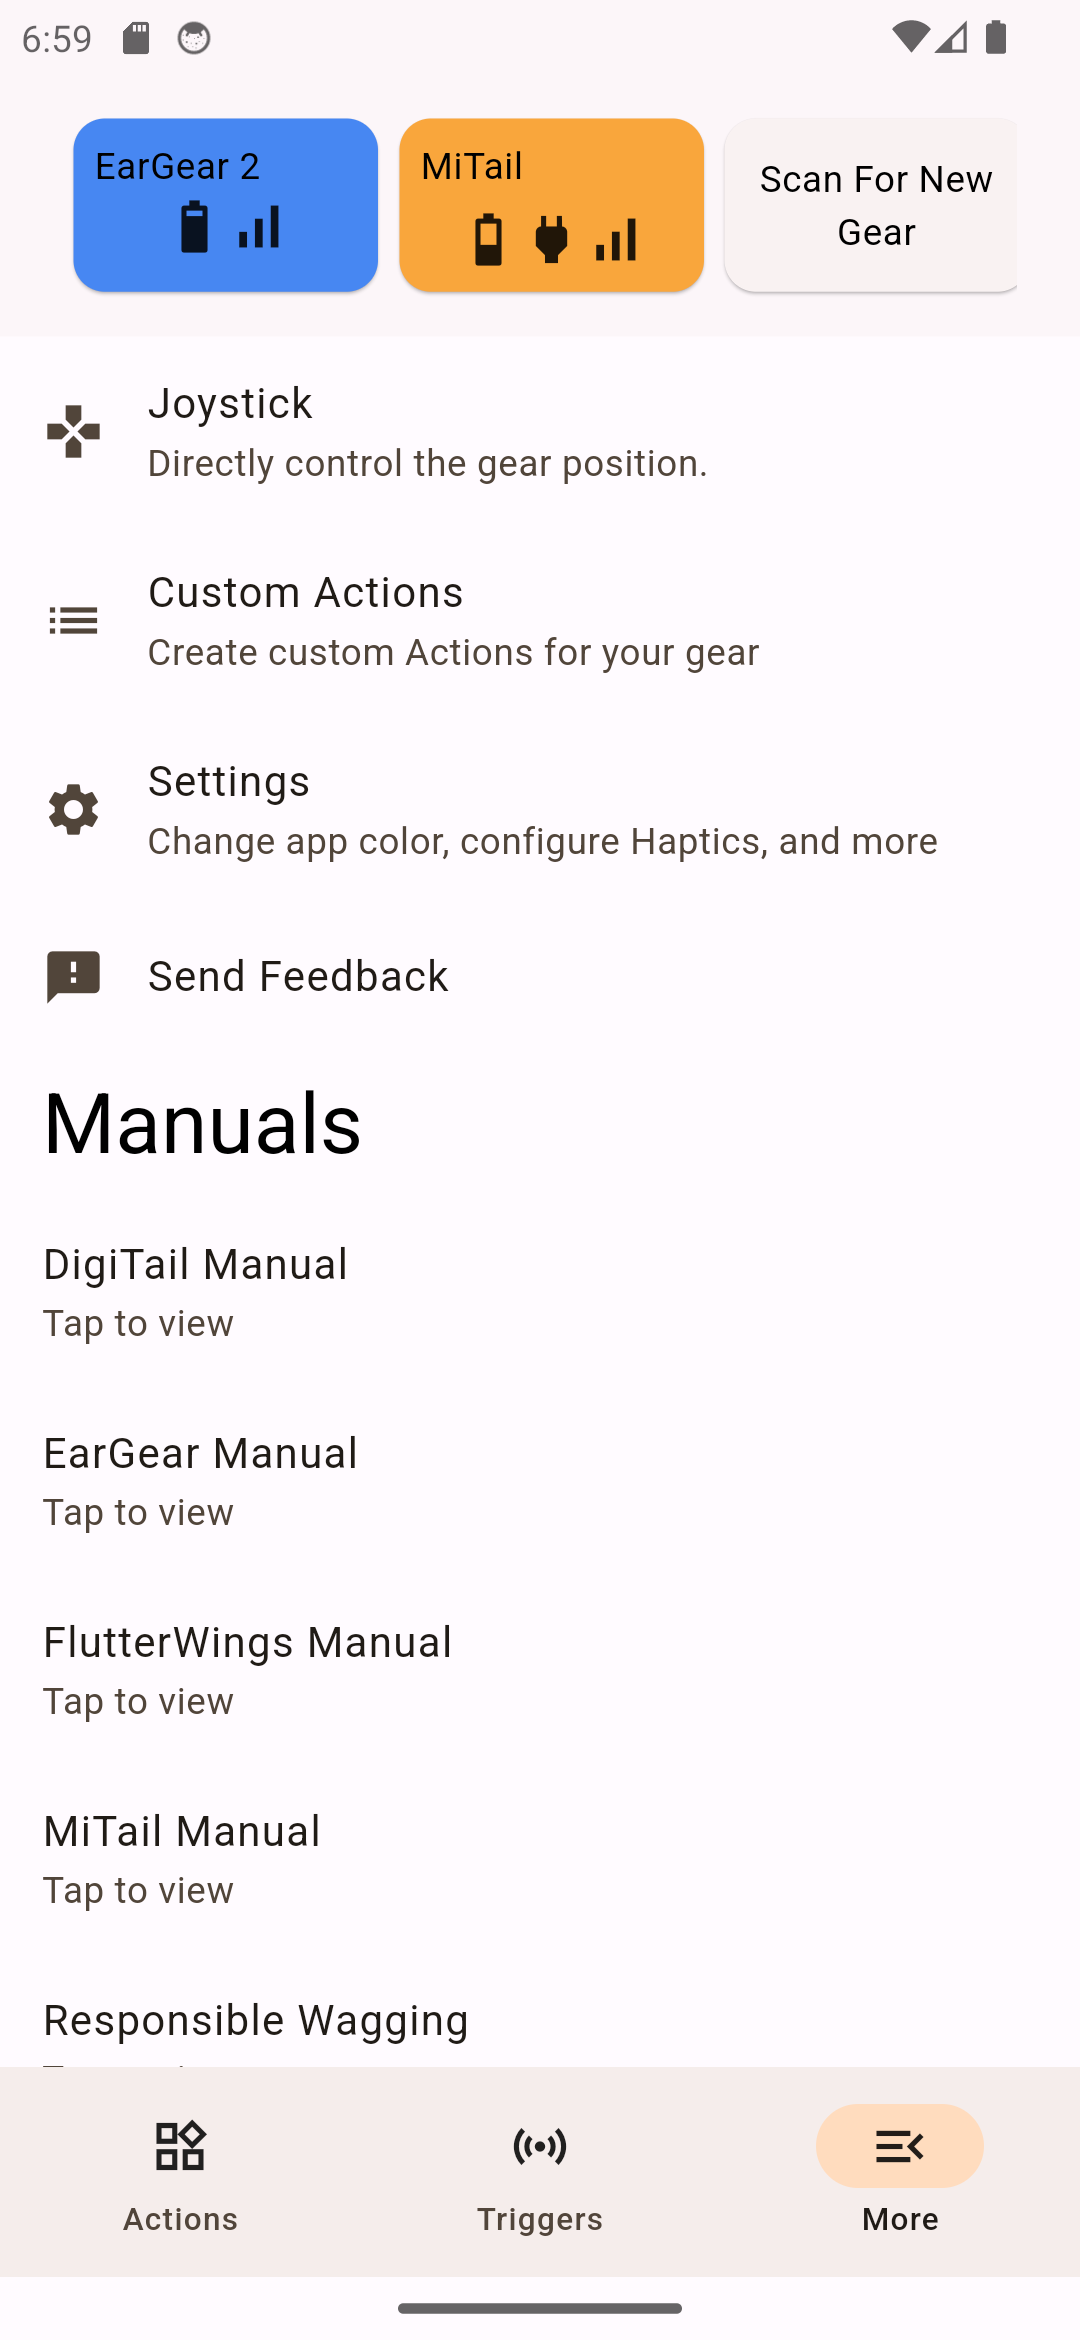 6:59
EarGear 2
MiTail
Scan For New
Gear
Joystick
Directly control the gear position.
Custom Actions
Create custom Actions for your gear
Settings
Change app color, configure Haptics, and more
Send Feedback
Manuals
DigiTail Manual
Tap to view
EarGear Manual
Tap to view
FlutterWings Manual
Tap to view
MiTail Manual
Tap to view
Responsible Wagging
Actions
Triggers
More